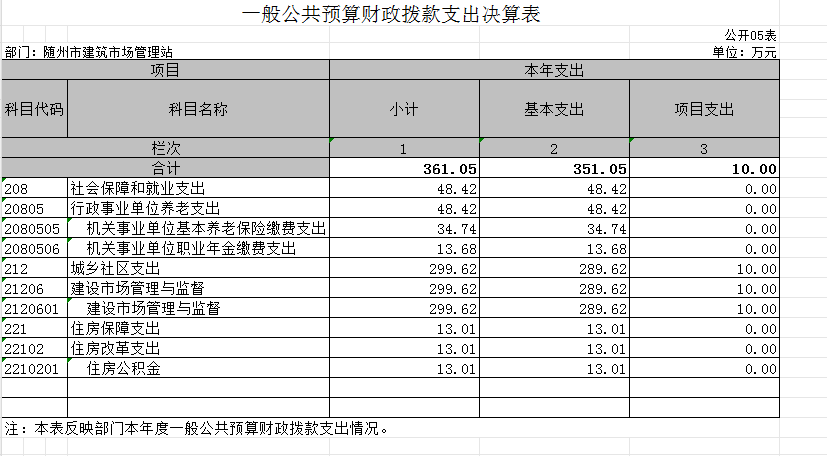 一般公共预算财政拨款支出决算表
公开05表
部门：随州市建筑市场管理站 单位：万元
项目 本年支出
科目代码 科目名称 小计 基本支出 项目支出
栏次 1 2 3
合计 361.05 351.05 10.00
208 社会保障和就业支出 48.42 48.42 0.00
20805 行政事业单位养老支出 48.42 48.42 0.00
2080505 机关事业单位基本养老保险缴费支出 34.74 34.74 0.00
2080506 机关事业单位职业年金缴费支出 13.68 13.68 0.00
212 城乡社区支出 299.62 289.62 10.00
21206 建设市场管理与监督 299.62 289.62 10.00
2120601 建设市场管理与监督 299.62 289.62 10.00
221 住房保障支出 13.01 13.01 0.00
22102 住房改革支出 13.01 13.01 0.00
2210201 住房公积金 13.01 13.01 0.00
注：本表反映部门本年度一般公共预算财政拨款支出情况。